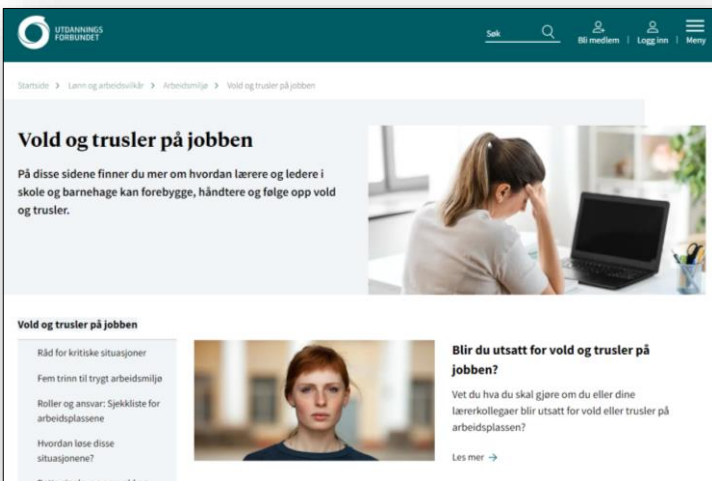 UTDANNINGS
FORBUNDET
Søk
Bli medlem | Logg inn | Meny
Startside > Lønn og arbeidsvilkår > Arbeidsmiljø > Vold og trusler på jobben
Vold og trusler på jobben
På disse sidene finner du mer om hvordan lærere og ledere i
skole og barnehage kan forebygge, håndtere og følge opp vold
og trusler.
Vold og trusler på jobben
Råd for kritiske situasjoner
Fem trinn til trygt arbeidsmiljø
Roller og ansvar: Sjekkliste for
arbeidsplassene
Hvordan løse disse
situasjonene?
Blir du utsatt for vold og trusler på
jobben?
Vet du hva du skal gjøre om du eller dine
lærerkollegaer blir utsatt for vold eller trusler på
arbeidsplassen?
Les mer →